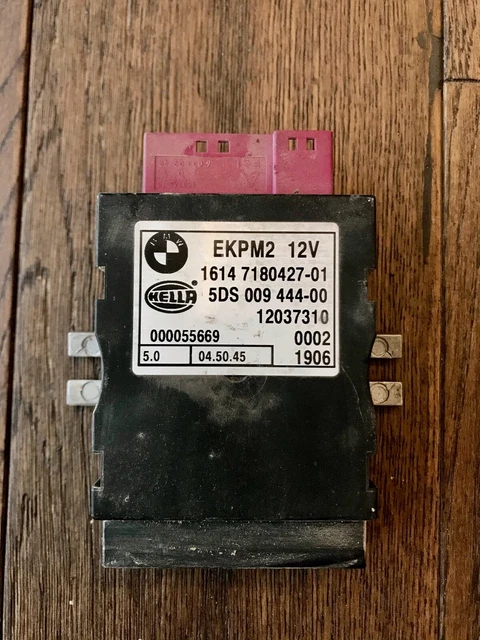 BMW
EKPM2 12V
1614 7180427-01
HELLA
5DS 009 444-00
12037310
000055669 0002
5.0 04.50.45 1906